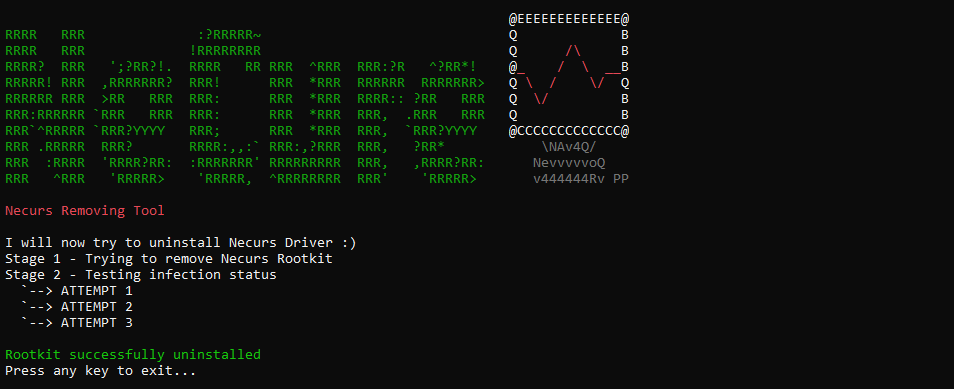 @EEEEEEEEEEEEE@
RRRR   RRR              :?RRRRR~                               Q             B
RRRR   RRR             !RRRRRRRR                               Q      /\     B
RRRR?  RRR   ';?RR?!.  RRRR    RR RRR  ^RRR  RRR:?R   ^?RR*!    @_    /  \  __B
RRRRR! RRR  ,RRRRRRR?  RRR!      RRR  *RRR  RRRRRR  RRRRRRR>   Q \  /    \/  Q
RRRRRR RRR  >RR   RRR  RRR:      RRR  *RRR  RRRR:: ?RR   RRR   Q  \/         B
RRR:RRRRRR `RRR   RRR  RRR:      RRR  *RRR  RRR,  .RRR   RRR   Q             B
RRR`^RRRRR `RRR?YYYY   RRR;      RRR  *RRR  RRR,  `RRR?YYYY    @CCCCCCCCCCCCC@
RRR .RRRRR  RRR?       RRRR:,,:` RRR:,?RRR  RRR,   ?RR*            \NAv4Q/
RRR  :RRRR  'RRRR?RR:  :RRRRRRR' RRRRRRRRR  RRR,   ,RRRR?RR:      NevvvvvoQ
RRR   ^RRR   'RRRRR>    'RRRRR,  ^RRRRRRRR  RRR'    'RRRRR>       v444444Rv PP
Necurs Removing Tool
I will now try to uninstall Necurs Driver :)
Stage 1 - Trying to remove Necurs Rootkit
Stage 2 - Testing infection status
  `--> ATTEMPT 1
  `--> ATTEMPT 2
  `--> ATTEMPT 3
Rootkit successfully uninstalled
Press any key to exit...